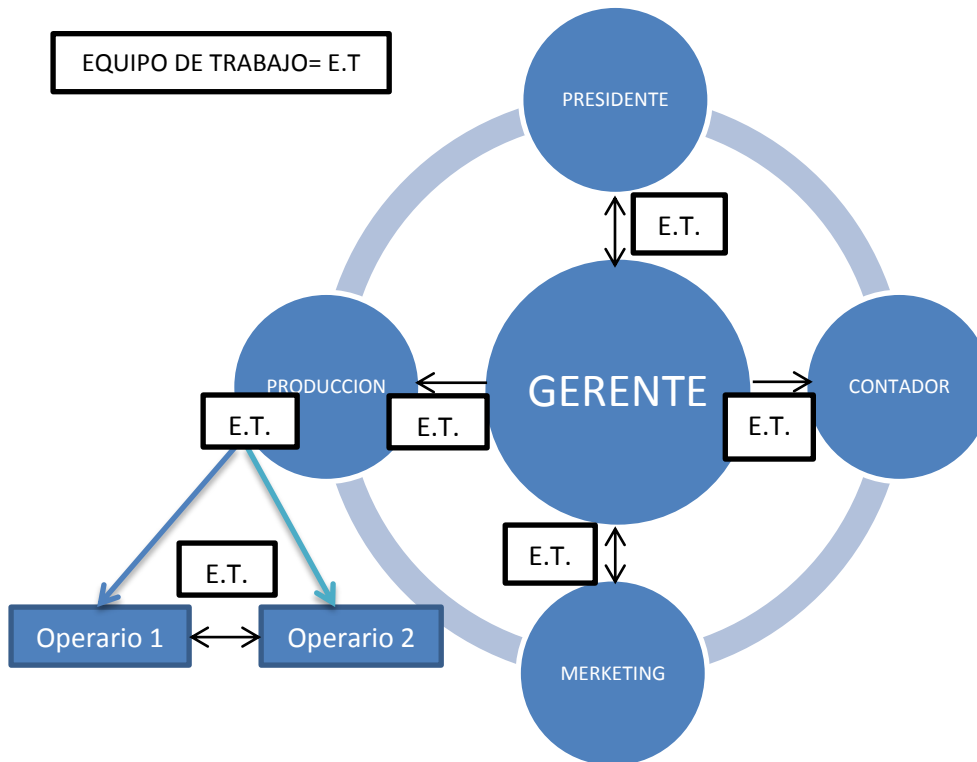 EQUIPO DE TRABAJO= E.T
PRESIDENTE
E.T.
PRODUCCION
GERENTE
CONTADOR
E.T.
E.T.
E.T.
E.T.
E.T.
Operario 1
Operario 2
MERKETING